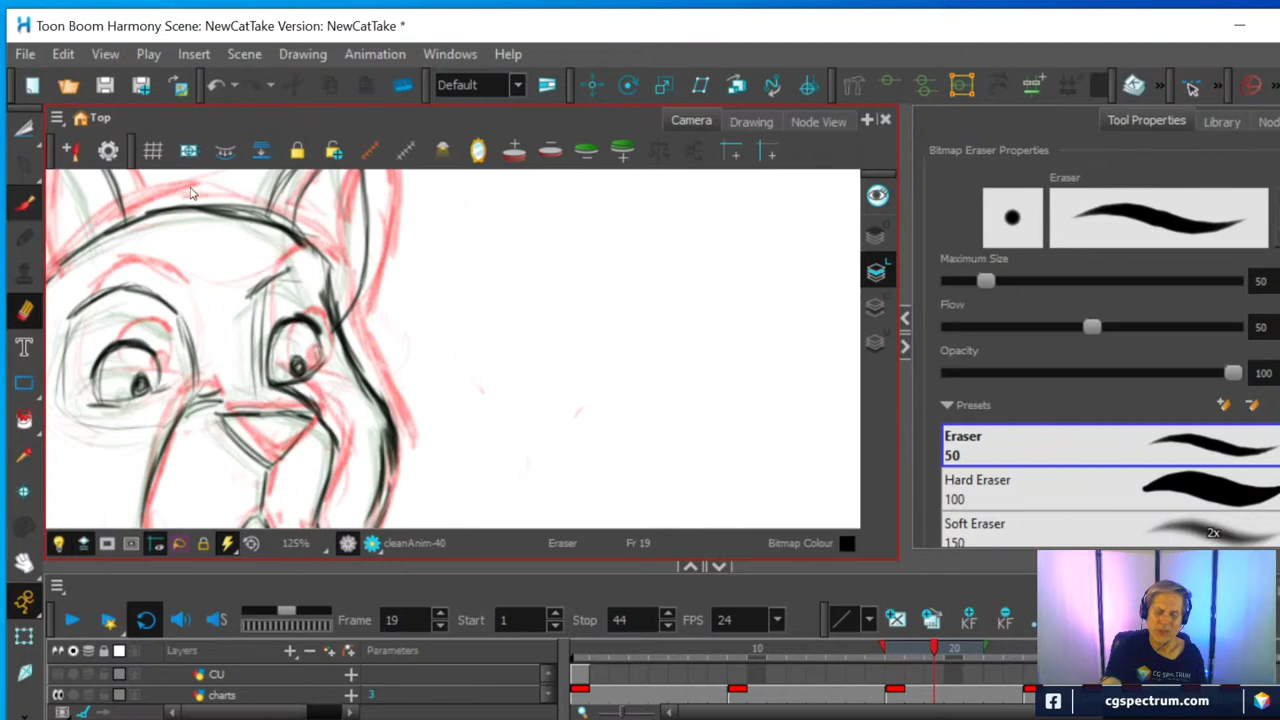 Toon Boom Harmony Scene: NewCatTake Version: NewCatTake *
File Edit View Play Insert Scene Drawing Animation Windows Help
Default
Top Camera Drawing Node View Tool Properties Library
Bitmap Eraser Properties
Eraser
Maximum Size
50
Flow
50
Opacity
100
Presets
Eraser
50
Hard Eraser
100
Soft Eraser
150
2x
125% cleanAnim-40 Eraser Fr 19 Bitmap Colour
Frame 19 Start 1 Stop 44 FPS 24 KF KF
Layers Parameters 10 20
CU
charts 3
CG SPECTRUM
cgspectrum.com